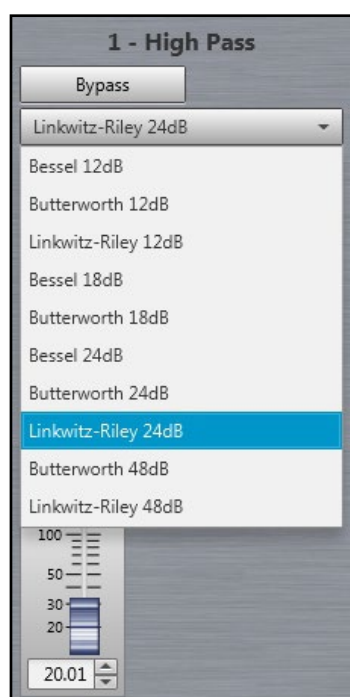 1 - High Pass
Bypass
Linkwitz-Riley 24dB
Bessel 12dB
Butterworth 12dB
Linkwitz-Riley 12dB
Bessel 18dB
Butterworth 18dB
Bessel 24dB
Butterworth 24dB
Linkwitz-Riley 24dB
Butterworth 48dB
Linkwitz-Riley 48dB
100
50
30
20
20.01